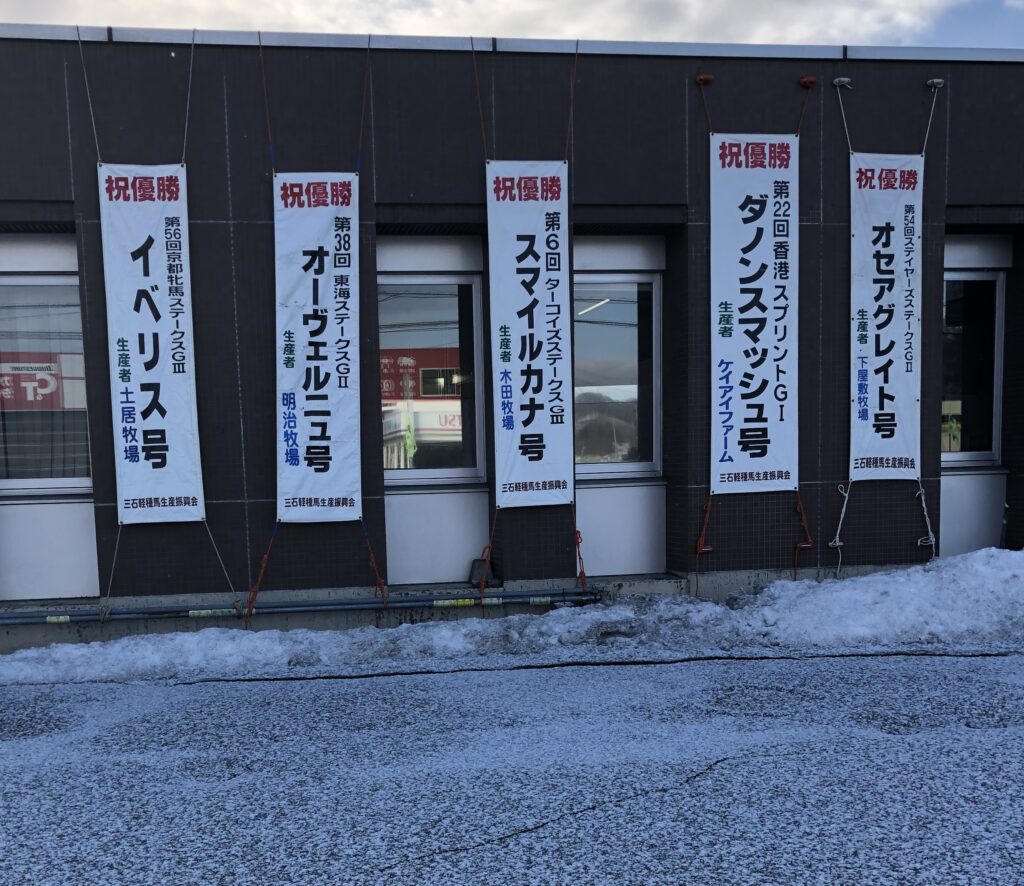 祝優勝
第56回京都牝馬ステークスGⅢ
イベリス号
生産者 土居牧場
三石軽種馬生産振興会
祝優勝
第38回 東海ステークスGⅡ
オーヴェルニュ号
生産者 明治牧場
三石軽種馬生産振興会
祝優勝
第6回 ターコイズステークスGⅢ
スマイルカナ号
生産者 木田牧場
三石軽種馬生産振興会
祝優勝
第22回香港スプリントGⅠ
ダノンスマッシュ号
生産者 ケイアイファーム
三石軽種馬生産振興会
祝優勝
第54回ステイヤーズステークスGⅡ
オセアグレイト号
生産者 下屋敷牧場
三石軽種馬生産振興会